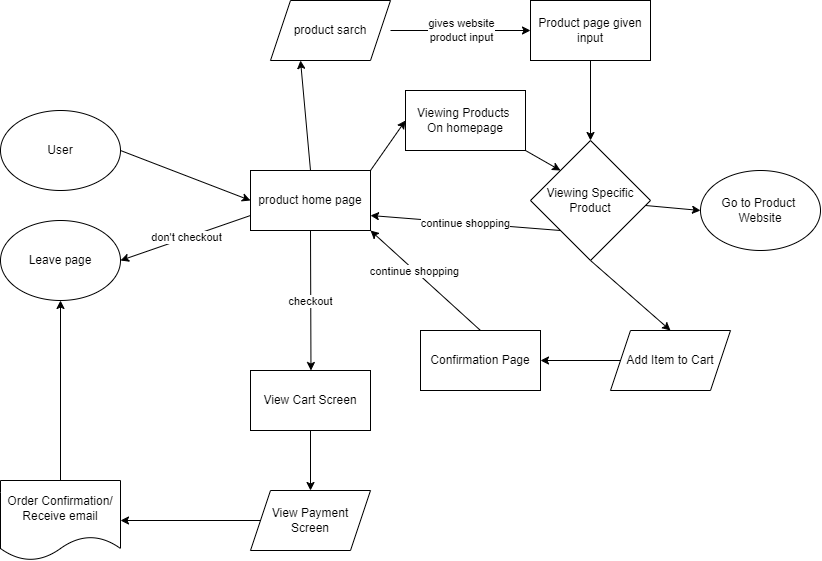 product sarch
gives website
product input
Product page given
input
Viewing Products
On homepage
User
product home page
Viewing Specific
Product
Go to Product
Website
continue shopping
don't checkout
Leave page
continue shopping
checkout
Confirmation Page
Add Item to Cart
View Cart Screen
Order Confirmation/
Receive email
View Payment
Screen